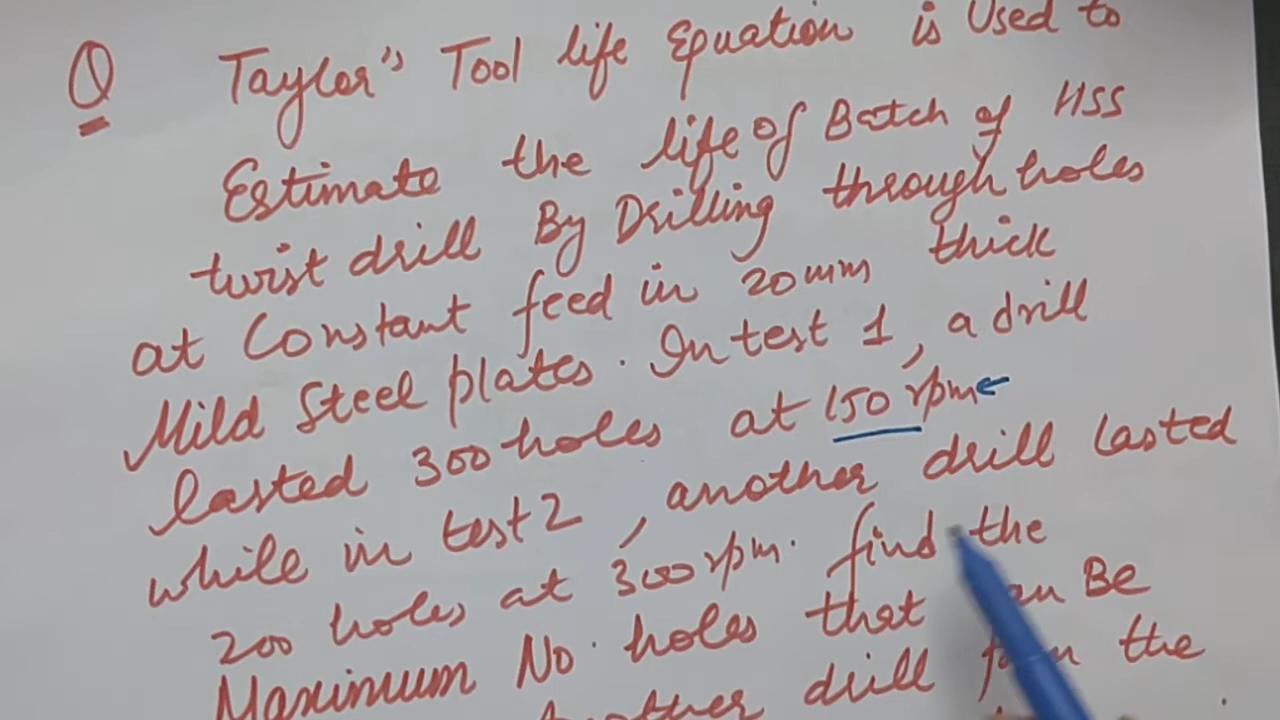 Q Taylor's Tool life Equation is Used to
Estimate the life of Batch of HSS
twist drill By Drilling through holes
at Constant feed in 20mm thick
Mild Steel plates. In test 1, a drill
lasted 300 holes at 150 rpm
while in test 2, another drill lasted
200 holes at 300 rpm. find the
Maximum No. holes that can Be
another drill from the